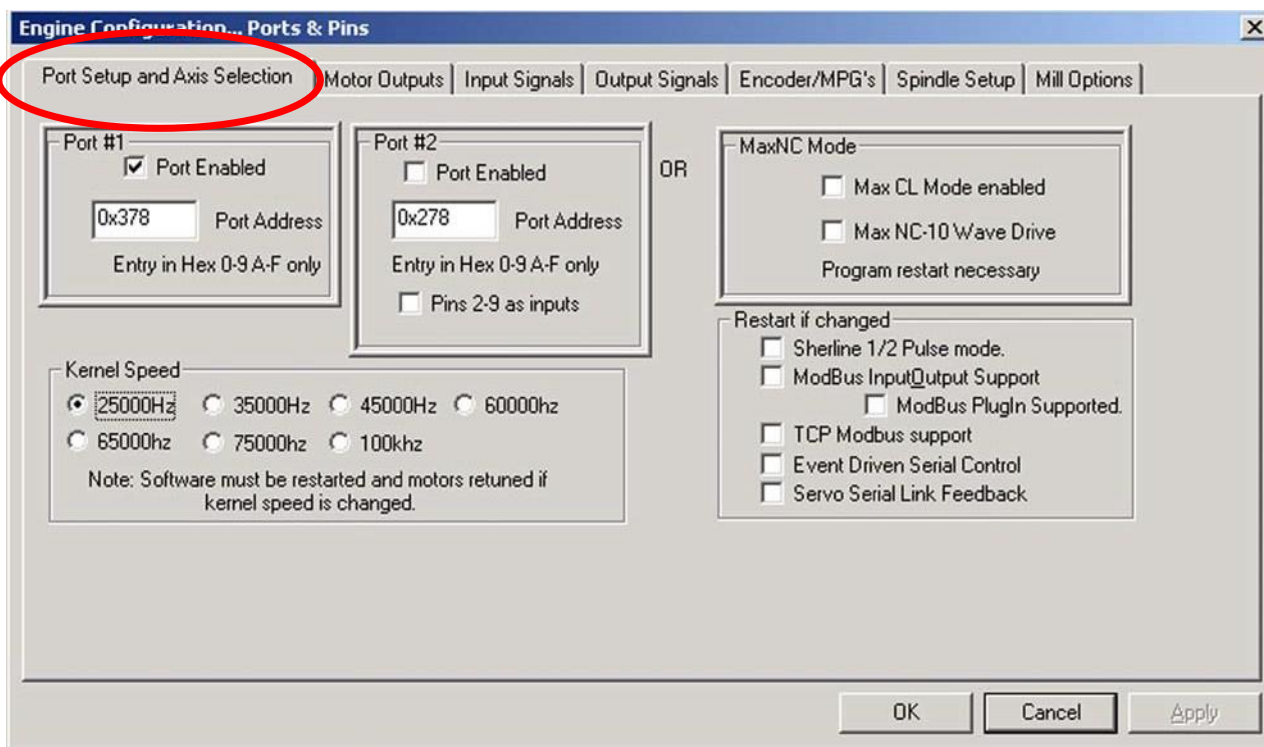 Engine Configuration... Ports & Pins
Port Setup and Axis Selection Motor Outputs Input Signals Output Signals Encoder/MPG's Spindle Setup Mill Options
Port #1
Port Enabled
0x378 Port Address
Entry in Hex 0-9 A-F only
Port #2
Port Enabled
0x278 Port Address
Entry in Hex 0-9 A-F only
Pins 2-9 as inputs
OR
MaxNC Mode
Max CL Mode enabled
Max NC-10 Wave Drive
Program restart necessary
Restart if changed
Sherline 1/2 Pulse mode.
ModBus InputOutput Support
ModBus PlugIn Supported.
TCP Modbus support
Event Driven Serial Control
Servo Serial Link Feedback
Kernel Speed
25000Hz 35000Hz 45000Hz 60000hz
65000hz 75000hz 100khz
Note: Software must be restarted and motors retuned if
kernel speed is changed.
OK Cancel Apply